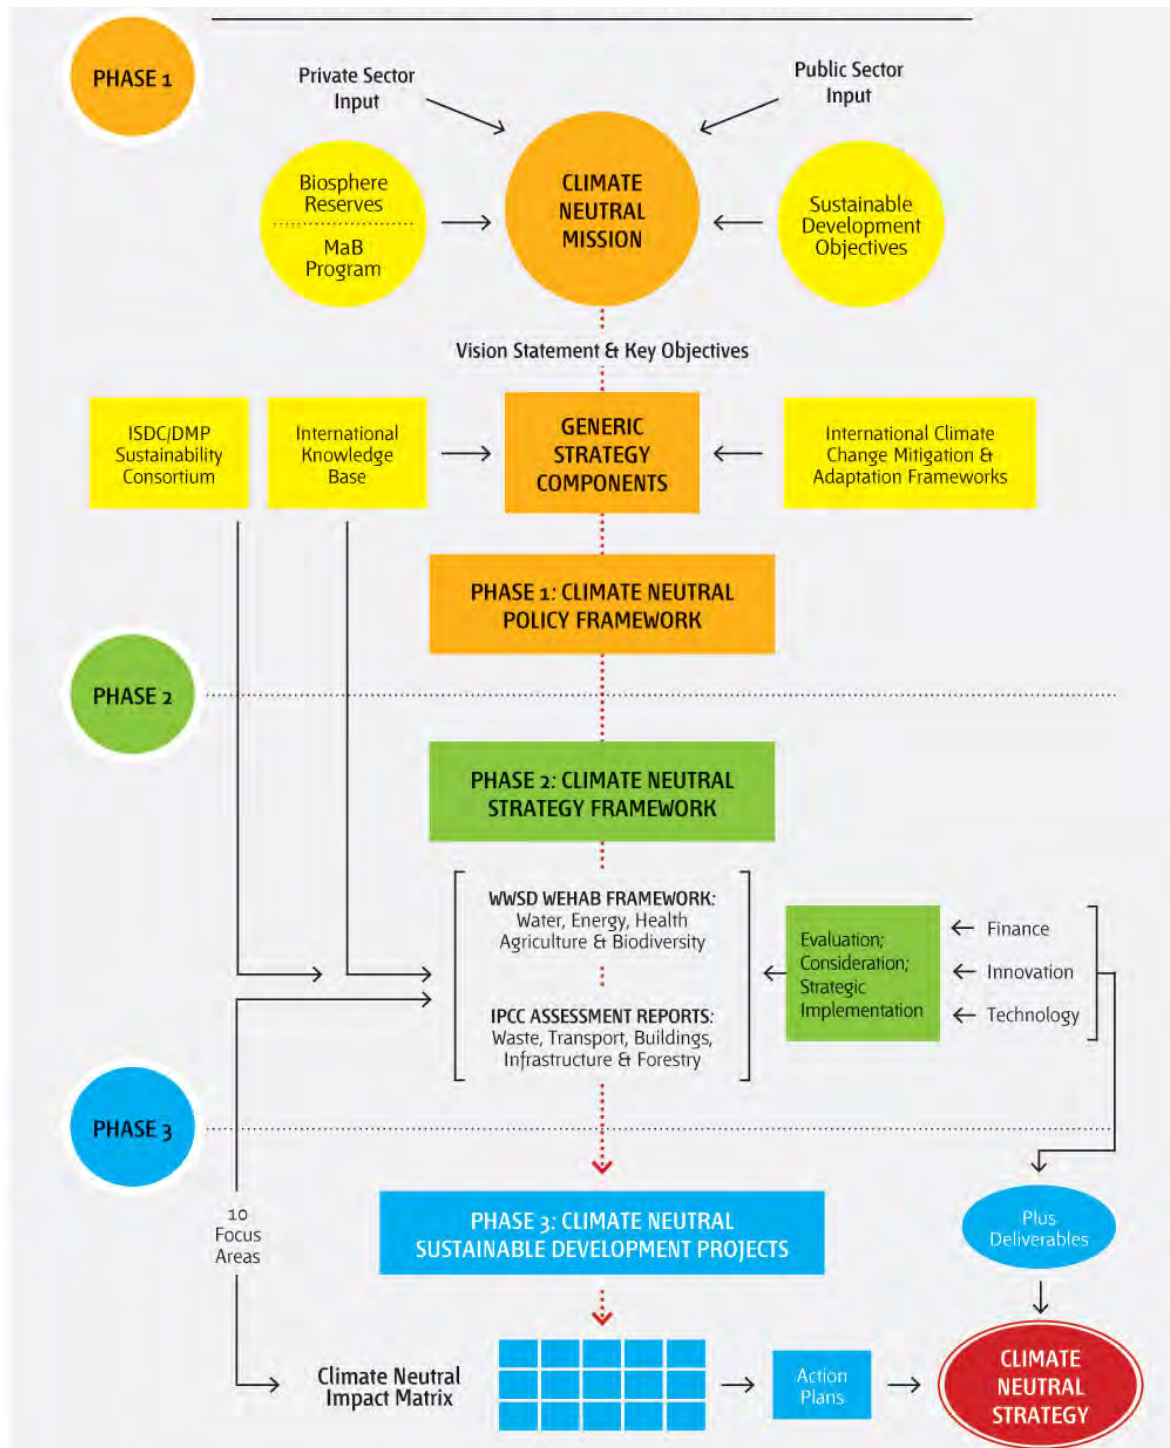 PHASE 1
Private Sector
Input
Public Sector
Input
Biosphere
Reserves
MaB
Program
CLIMATE
NEUTRAL
MISSION
Sustainable
Development
Objectives
Vision Statement & Key Objectives
ISDC/DMP
Sustainability
Consortium
International
Knowledge
Base
GENERIC
STRATEGY
COMPONENTS
International Climate
Change Mitigation &
Adaptation Frameworks
PHASE 1: CLIMATE NEUTRAL
POLICY FRAMEWORK
PHASE 2
PHASE 2: CLIMATE NEUTRAL
STRATEGY FRAMEWORK
WWSD WEHAB FRAMEWORK:
Water, Energy, Health
Agriculture & Biodiversity
IPCC ASSESSMENT REPORTS:
Waste, Transport, Buildings,
Infrastructure & Forestry
Evaluation;
Consideration;
Strategic
Implementation
Finance
Innovation
Technology
PHASE 3
10
Focus
Areas
PHASE 3: CLIMATE NEUTRAL
SUSTAINABLE DEVELOPMENT PROJECTS
Plus
Deliverables
Climate Neutral
Impact Matrix
Action
Plans
CLIMATE
NEUTRAL
STRATEGY